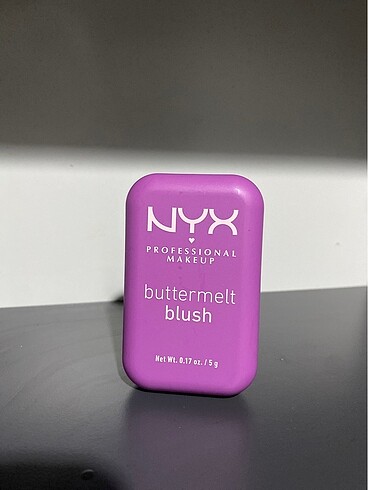 NYX
PROFESSIONAL
MAKEUP
buttermelt
blush
Net Wt. 0.17 oz. / 5 g